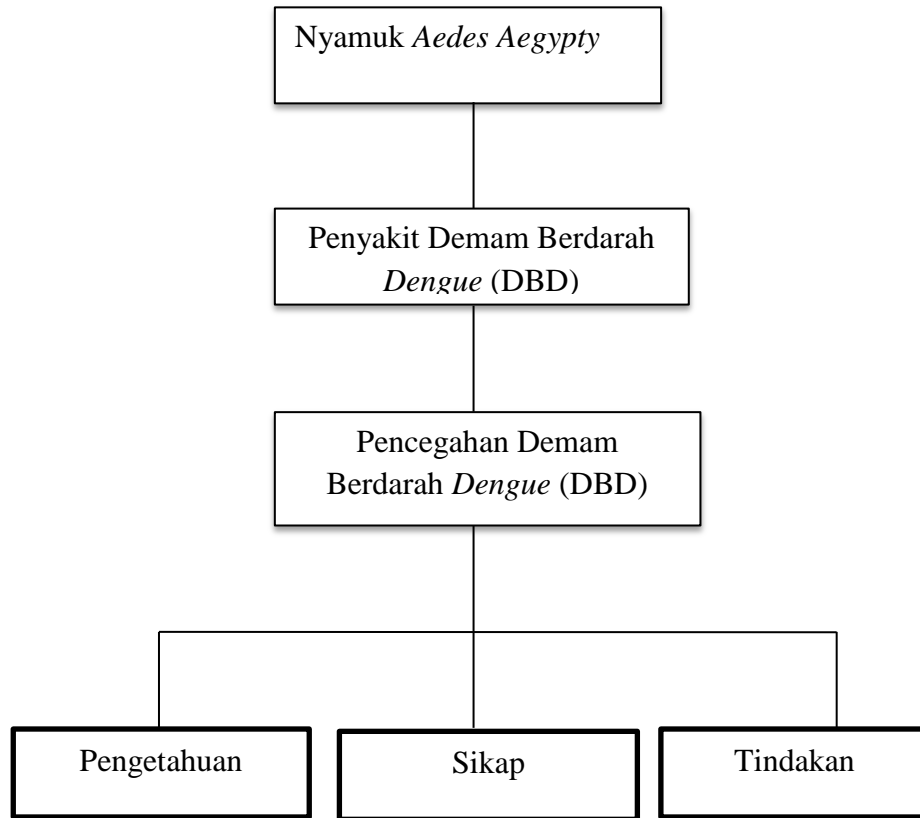 Nyamuk Aedes Aegypty
Penyakit Demam Berdarah
Dengue (DBD)
Pencegahan Demam
Berdarah Dengue (DBD)
Pengetahuan
Sikap
Tindakan